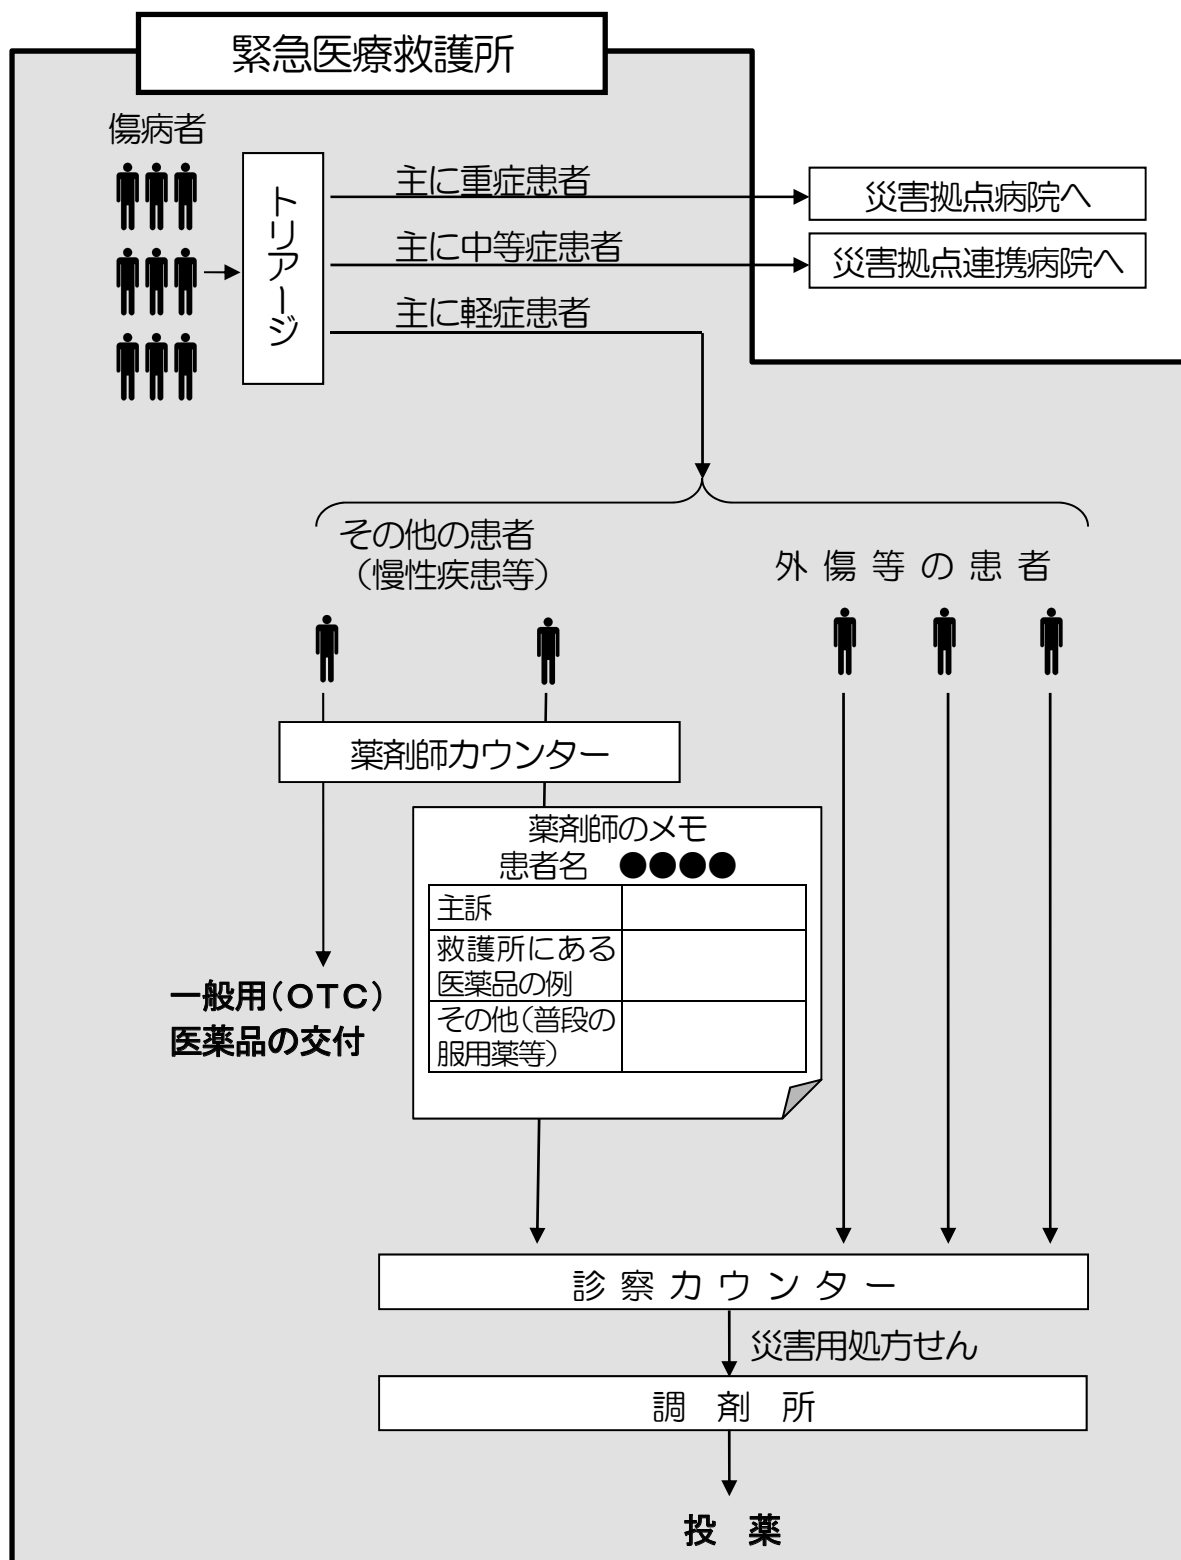 緊急医療救護所
傷病者
トリアージ
主に重症患者
災害拠点病院へ
主に中等症患者
災害拠点連携病院へ
主に軽症患者
その他の患者
（慢性疾患等）
外傷等の患者
薬剤師カウンター
薬剤師のメモ
患者名 ●●●●
主訴
救護所にある
医薬品の例
その他（普段の
服用薬等）
一般用（ＯＴＣ）
医薬品の交付
診察カウンター
災害用処方せん
調剤所
投薬